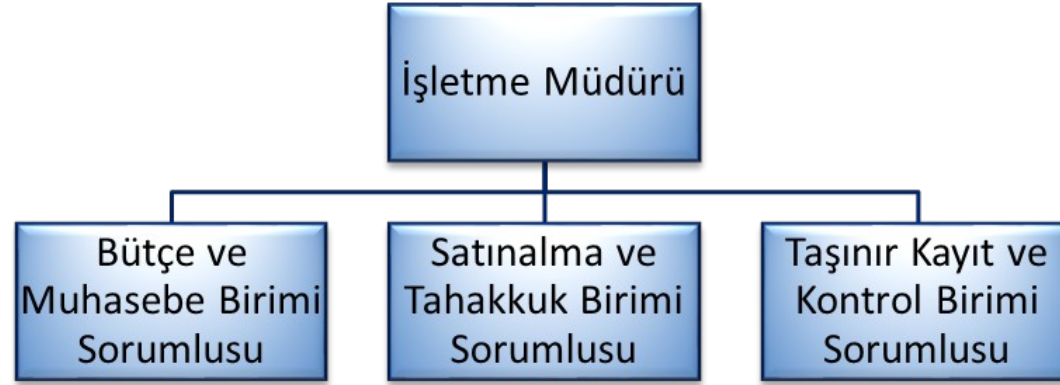 İşletme Müdürü
Bütçe ve
Muhasebe Birimi
Sorumlusu
Satınalma ve
Tahakkuk Birimi
Sorumlusu
Taşınır Kayıt ve
Kontrol Birimi
Sorumlusu